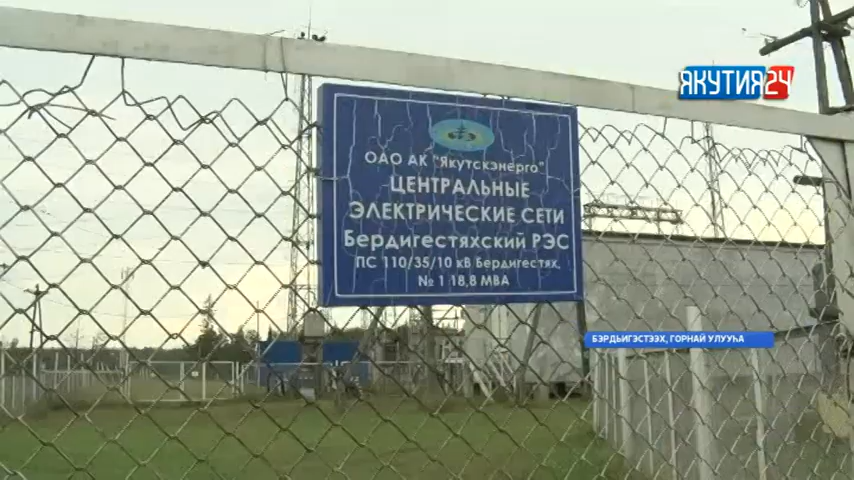 ЯКУТИЯ24
ОАО АК "Якутскэнерго"
ЦЕНТРАЛЬНЫЕ
ЭЛЕКТРИЧЕСКИЕ СЕТИ
Бердигестяхский РЭС
ПС 110/35/10 кВ Бердигестях,
№ 1 18,8 МВА
БЭРДЬИГЭСТЭЭХ, ГОРНАЙ УЛУУҺА